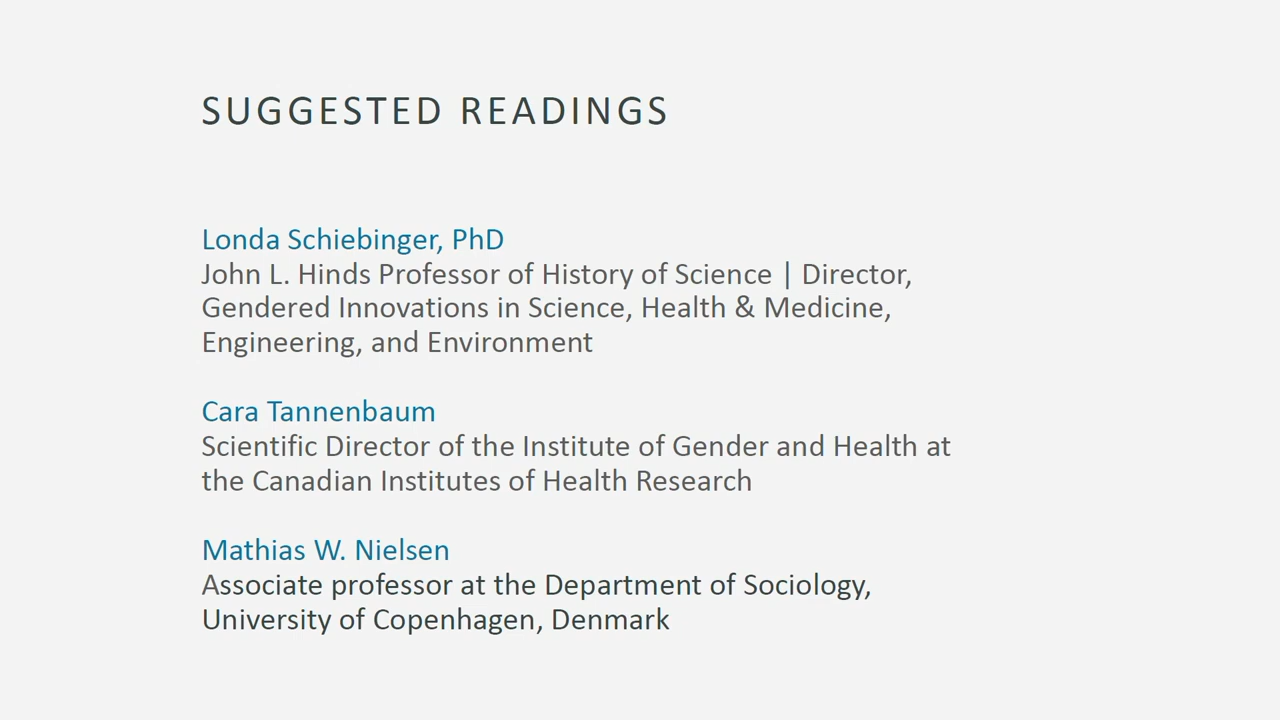 SUGGESTED READINGS
Londa Schiebinger, PhD
John L. Hinds Professor of History of Science | Director,
Gendered Innovations in Science, Health & Medicine,
Engineering, and Environment
Cara Tannenbaum
Scientific Director of the Institute of Gender and Health at
the Canadian Institutes of Health Research
Mathias W. Nielsen
Associate professor at the Department of Sociology,
University of Copenhagen, Denmark